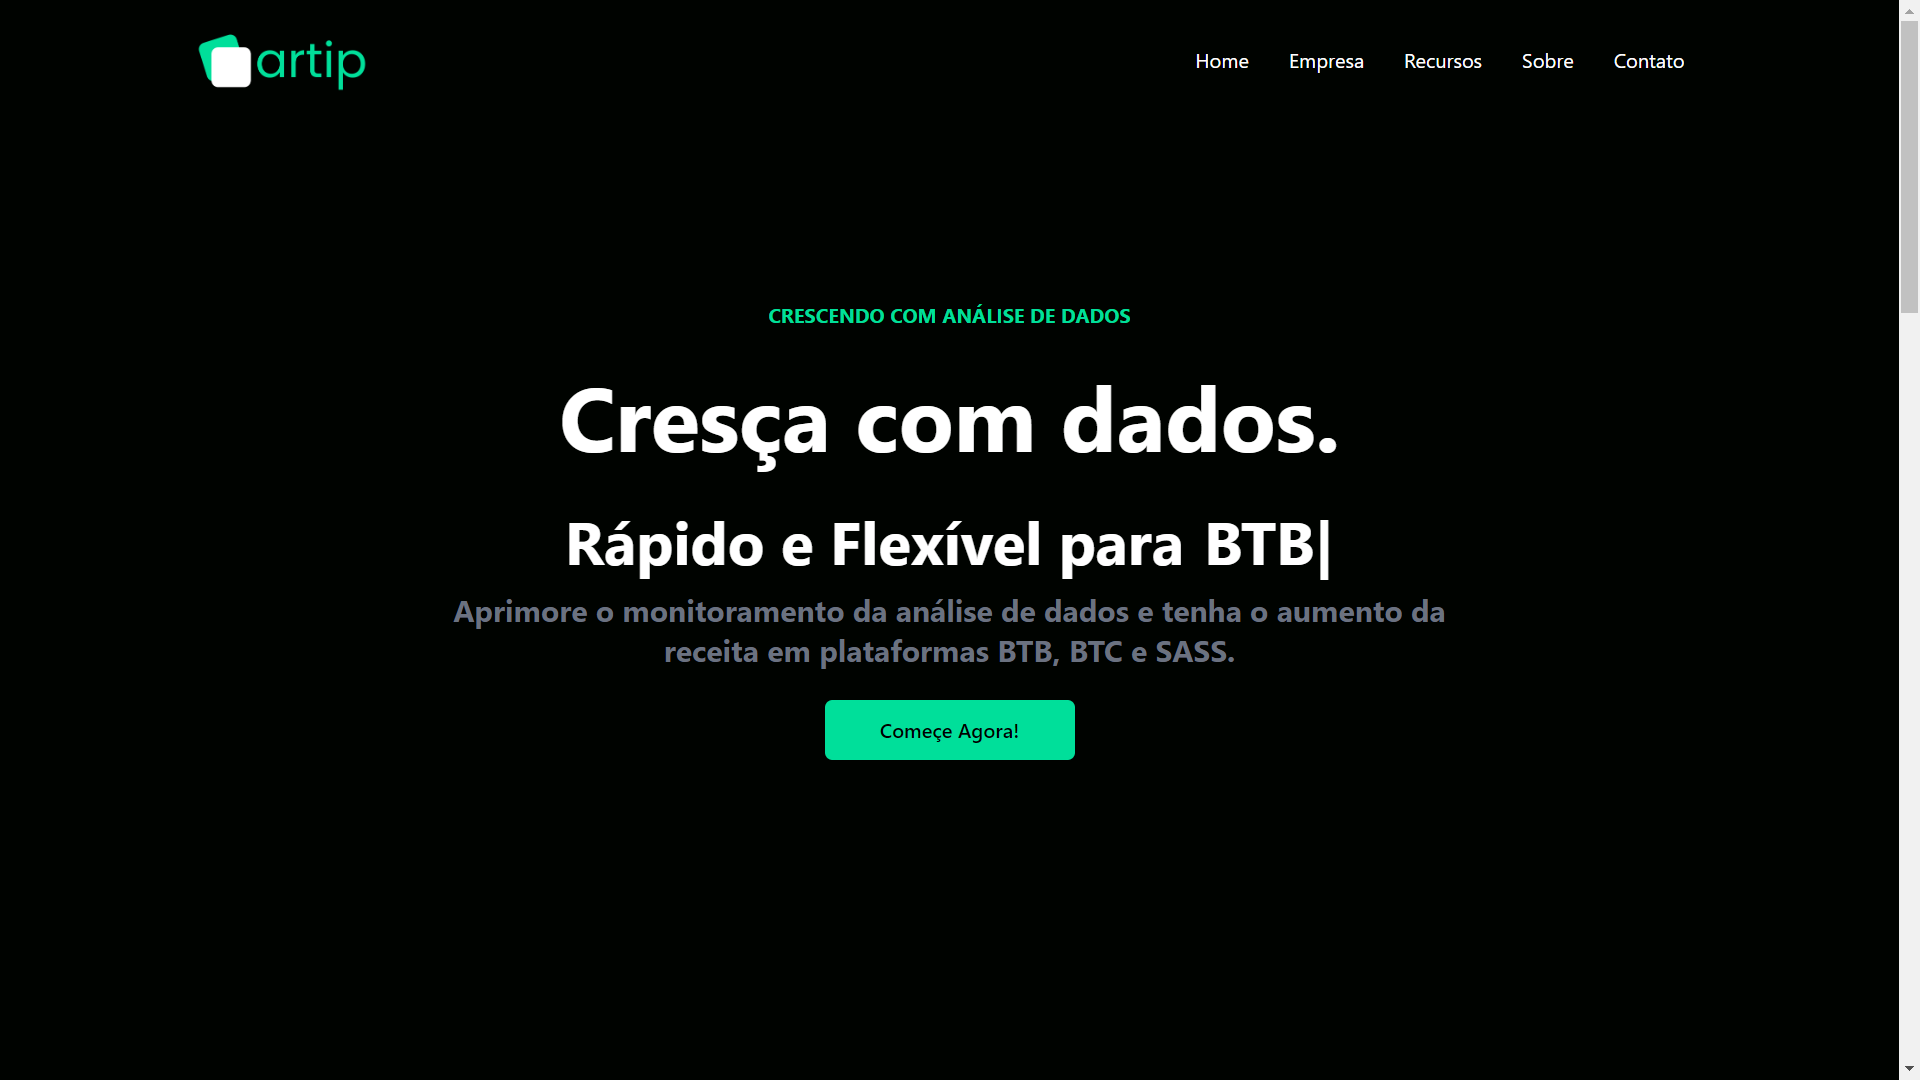 artip
Home Empresa Recursos Sobre Contato
CRESCENDO COM ANÁLISE DE DADOS
Cresça com dados.
Rápido e Flexível para BTB|
Aprimore o monitoramento da análise de dados e tenha o aumento da
receita em plataformas BTB, BTC e SASS.
Começe Agora!